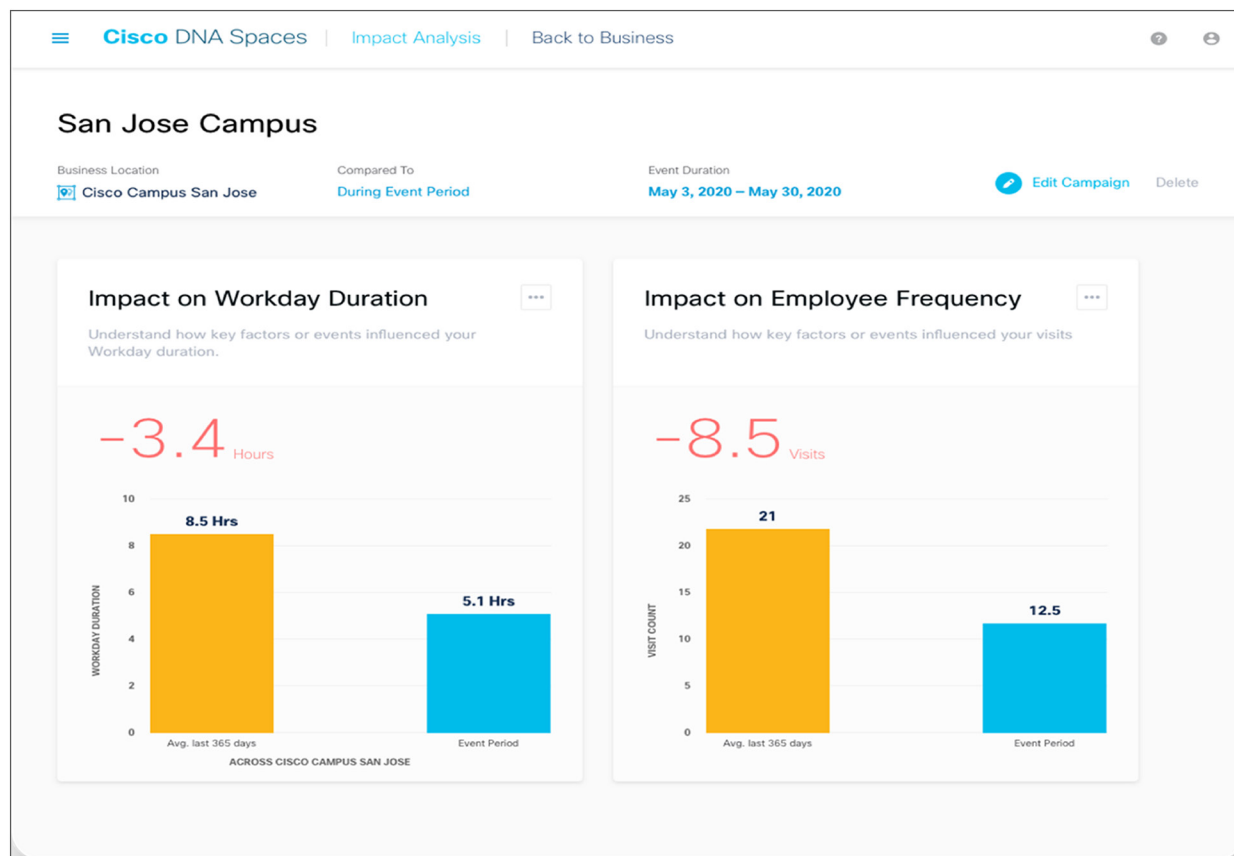 Cisco DNA Spaces | Impact Analysis | Back to Business
San Jose Campus
Business Location
Cisco Campus San Jose
Compared To
During Event Period
Event Duration
May 3, 2020 – May 30, 2020
Edit Campaign
Delete
Impact on Workday Duration
Understand how key factors or events influenced your
Workday duration.
-3.4 Hours
10
8
6
4
2
0
WORKDAY DURATION
8.5 Hrs
5.1 Hrs
Avg. last 365 days
Event Period
ACROSS CISCO CAMPUS SAN JOSE
Impact on Employee Frequency
Understand how key factors or events influenced your visits
-8.5 Visits
25
20
15
10
5
0
VISIT COUNT
21
12.5
Avg. last 365 days
Event Period